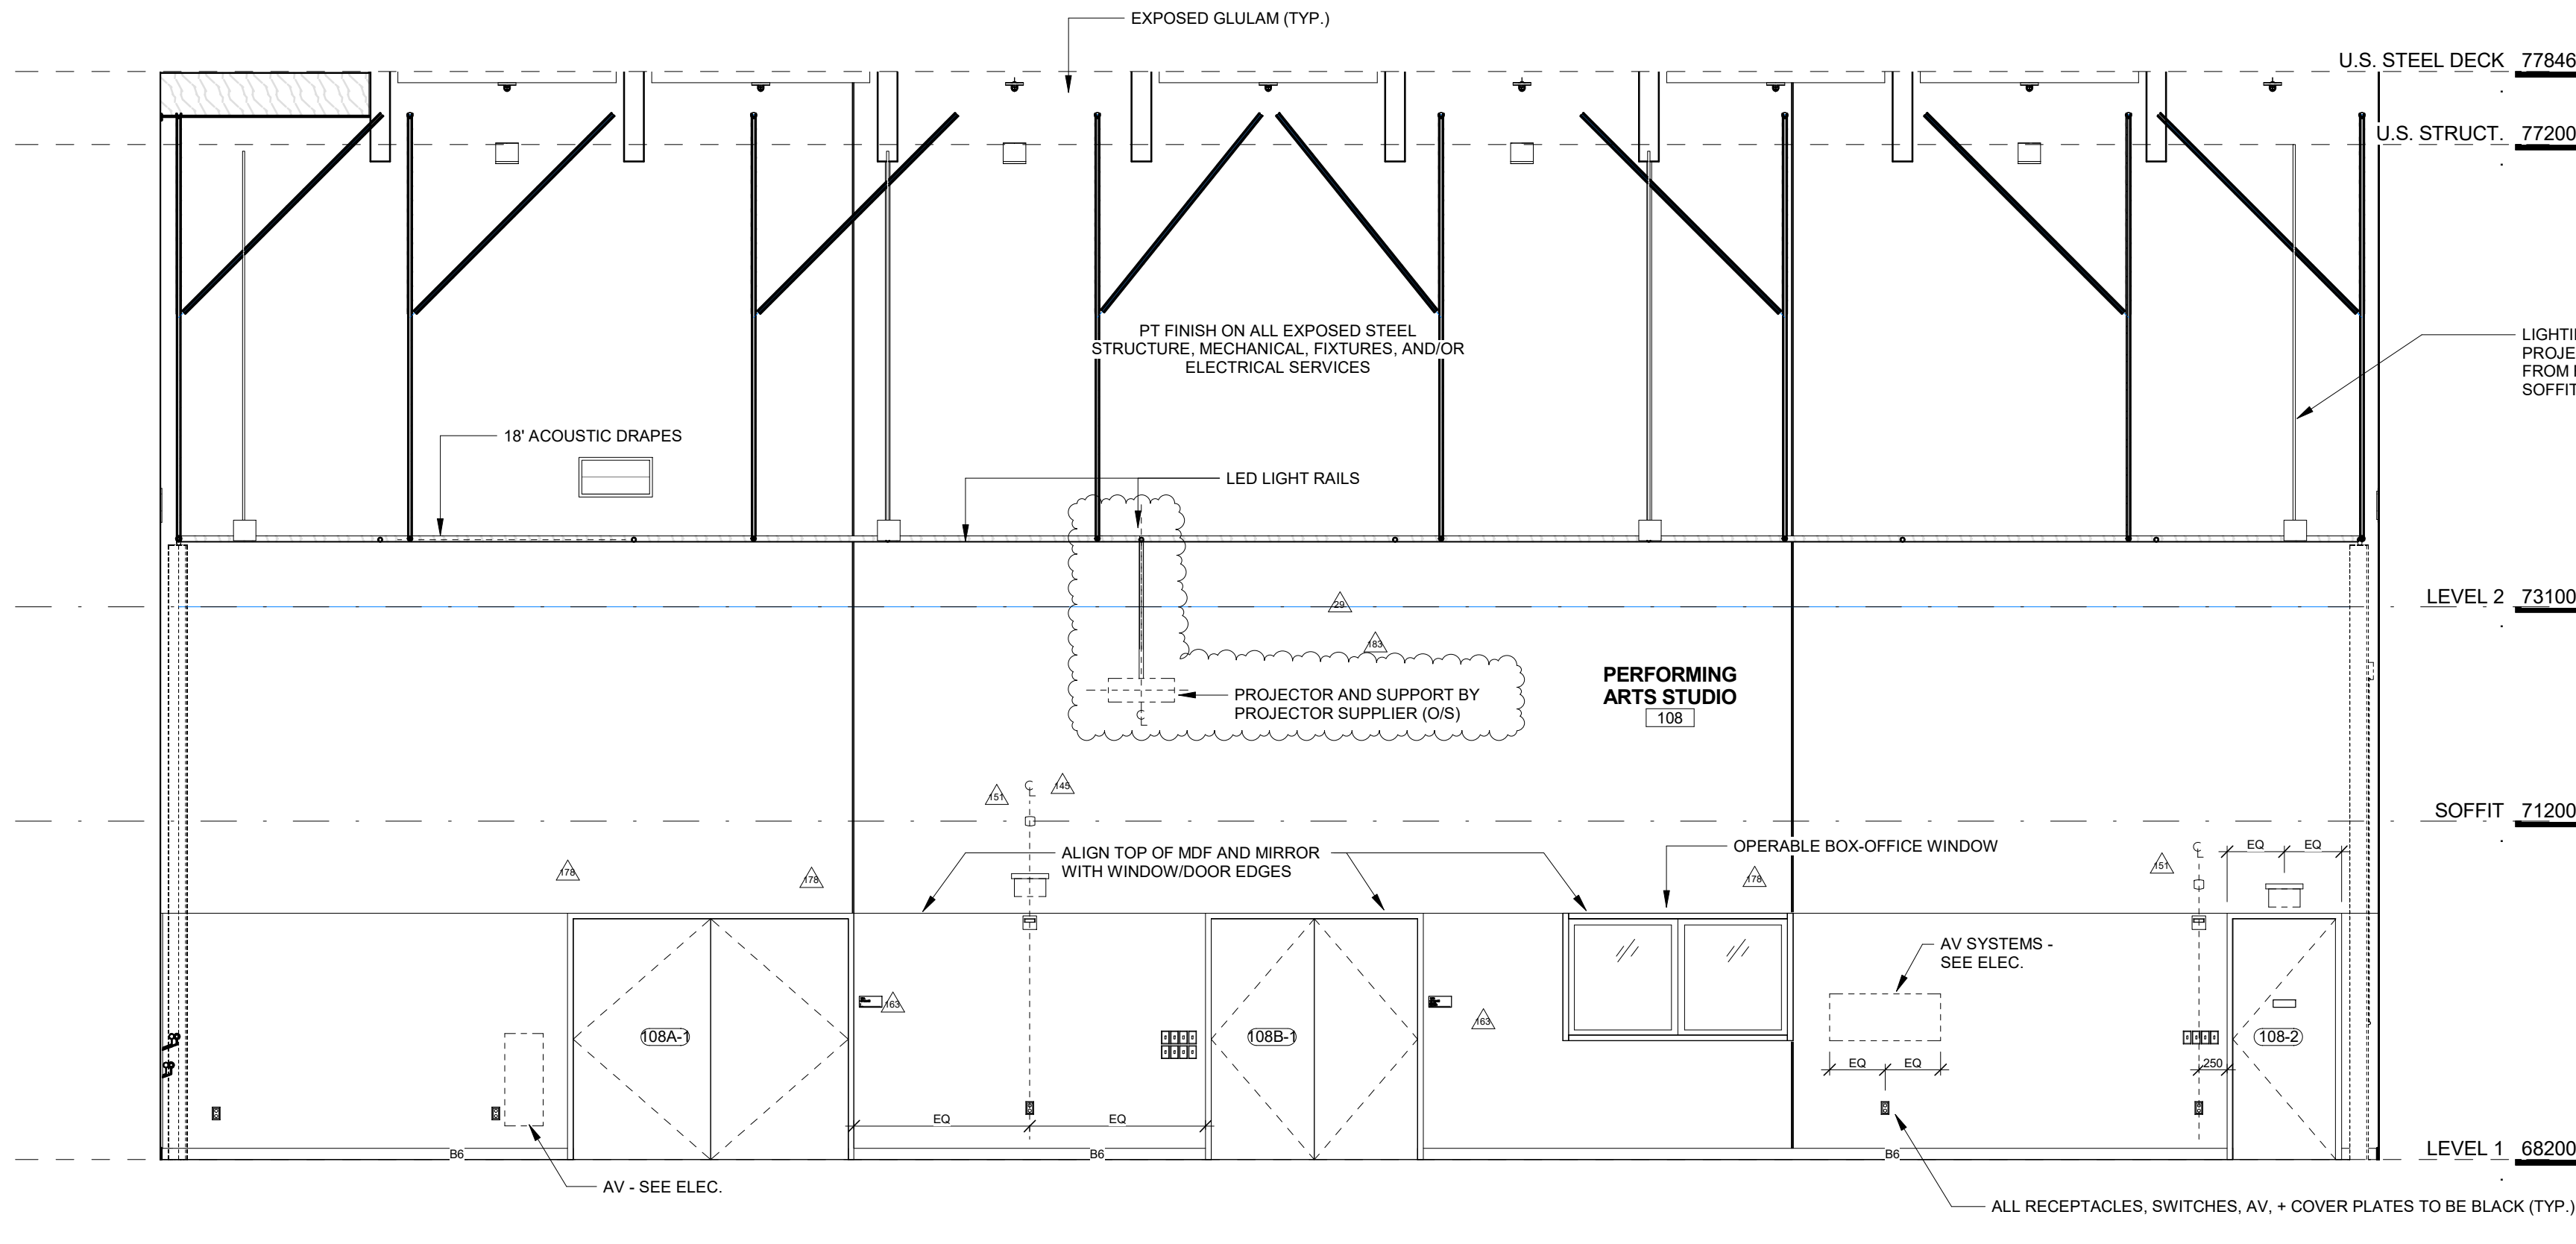 EXPOSED GLULAM (TYP.)
U.S. STEEL DECK 77846
U.S. STRUCT. 77200
PT FINISH ON ALL EXPOSED STEEL
STRUCTURE, MECHANICAL, FIXTURES, AND/OR
ELECTRICAL SERVICES
18' ACOUSTIC DRAPES
LED LIGHT RAILS
LEVEL 2 73100
29
183
PERFORMING
ARTS STUDIO
108
PROJECTOR AND SUPPORT BY
PROJECTOR SUPPLIER (O/S)
151
145
SOFFIT 71200
ALIGN TOP OF MDF AND MIRROR
WITH WINDOW/DOOR EDGES
OPERABLE BOX-OFFICE WINDOW
178
178
178
151
EQ EQ
AV SYSTEMS -
SEE ELEC.
163
163
108A-1
108B-1
108-2
EQ EQ
250
EQ EQ
B6
B6
B6
LEVEL 1 68200
AV - SEE ELEC.
ALL RECEPTACLES, SWITCHES, AV, + COVER PLATES TO BE BLACK (TYP.)